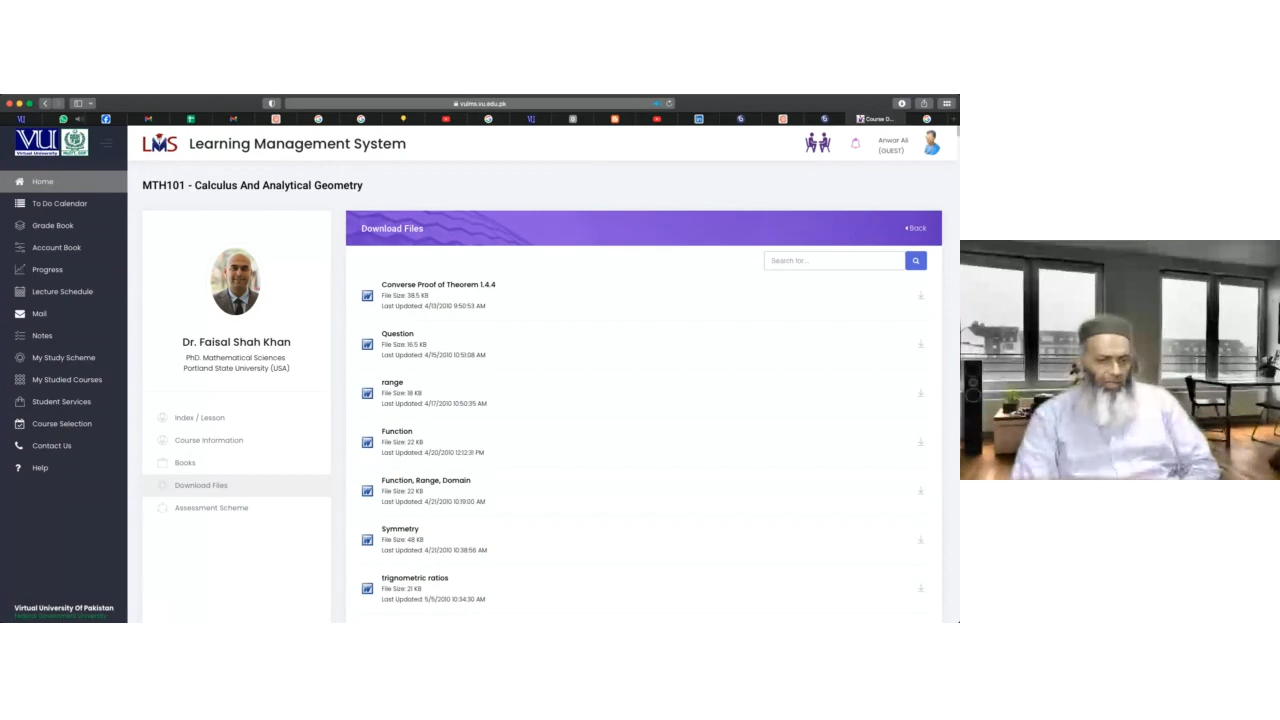 vulms.vu.edu.pk
Course D...
VU
Virtual University
LMS Learning Management System
Anwar Ali
(GUEST)
Home
To Do Calendar
Grade Book
Account Book
Progress
Lecture Schedule
Mail
Notes
My Study Scheme
My Studied Courses
Student Services
Course Selection
Contact Us
Help
Virtual University Of Pakistan
Federal Government University
MTH101 - Calculus And Analytical Geometry
Dr. Faisal Shah Khan
PhD. Mathematical Sciences
Portland State University (USA)
Index / Lesson
Course Information
Books
Download Files
Assessment Scheme
Download Files
Back
Search for...
Converse Proof of Theorem 1.4.4
File Size: 38.5 KB
Last Updated: 4/13/2010 9:50:53 AM
Question
File Size: 16.5 KB
Last Updated: 4/15/2010 10:51:08 AM
range
File Size: 18 KB
Last Updated: 4/17/2010 10:50:35 AM
Function
File Size: 22 KB
Last Updated: 4/20/2010 12:12:31 PM
Function, Range, Domain
File Size: 22 KB
Last Updated: 4/21/2010 10:19:00 AM
Symmetry
File Size: 48 KB
Last Updated: 4/21/2010 10:38:56 AM
trignometric ratios
File Size: 21 KB
Last Updated: 5/5/2010 10:34:30 AM